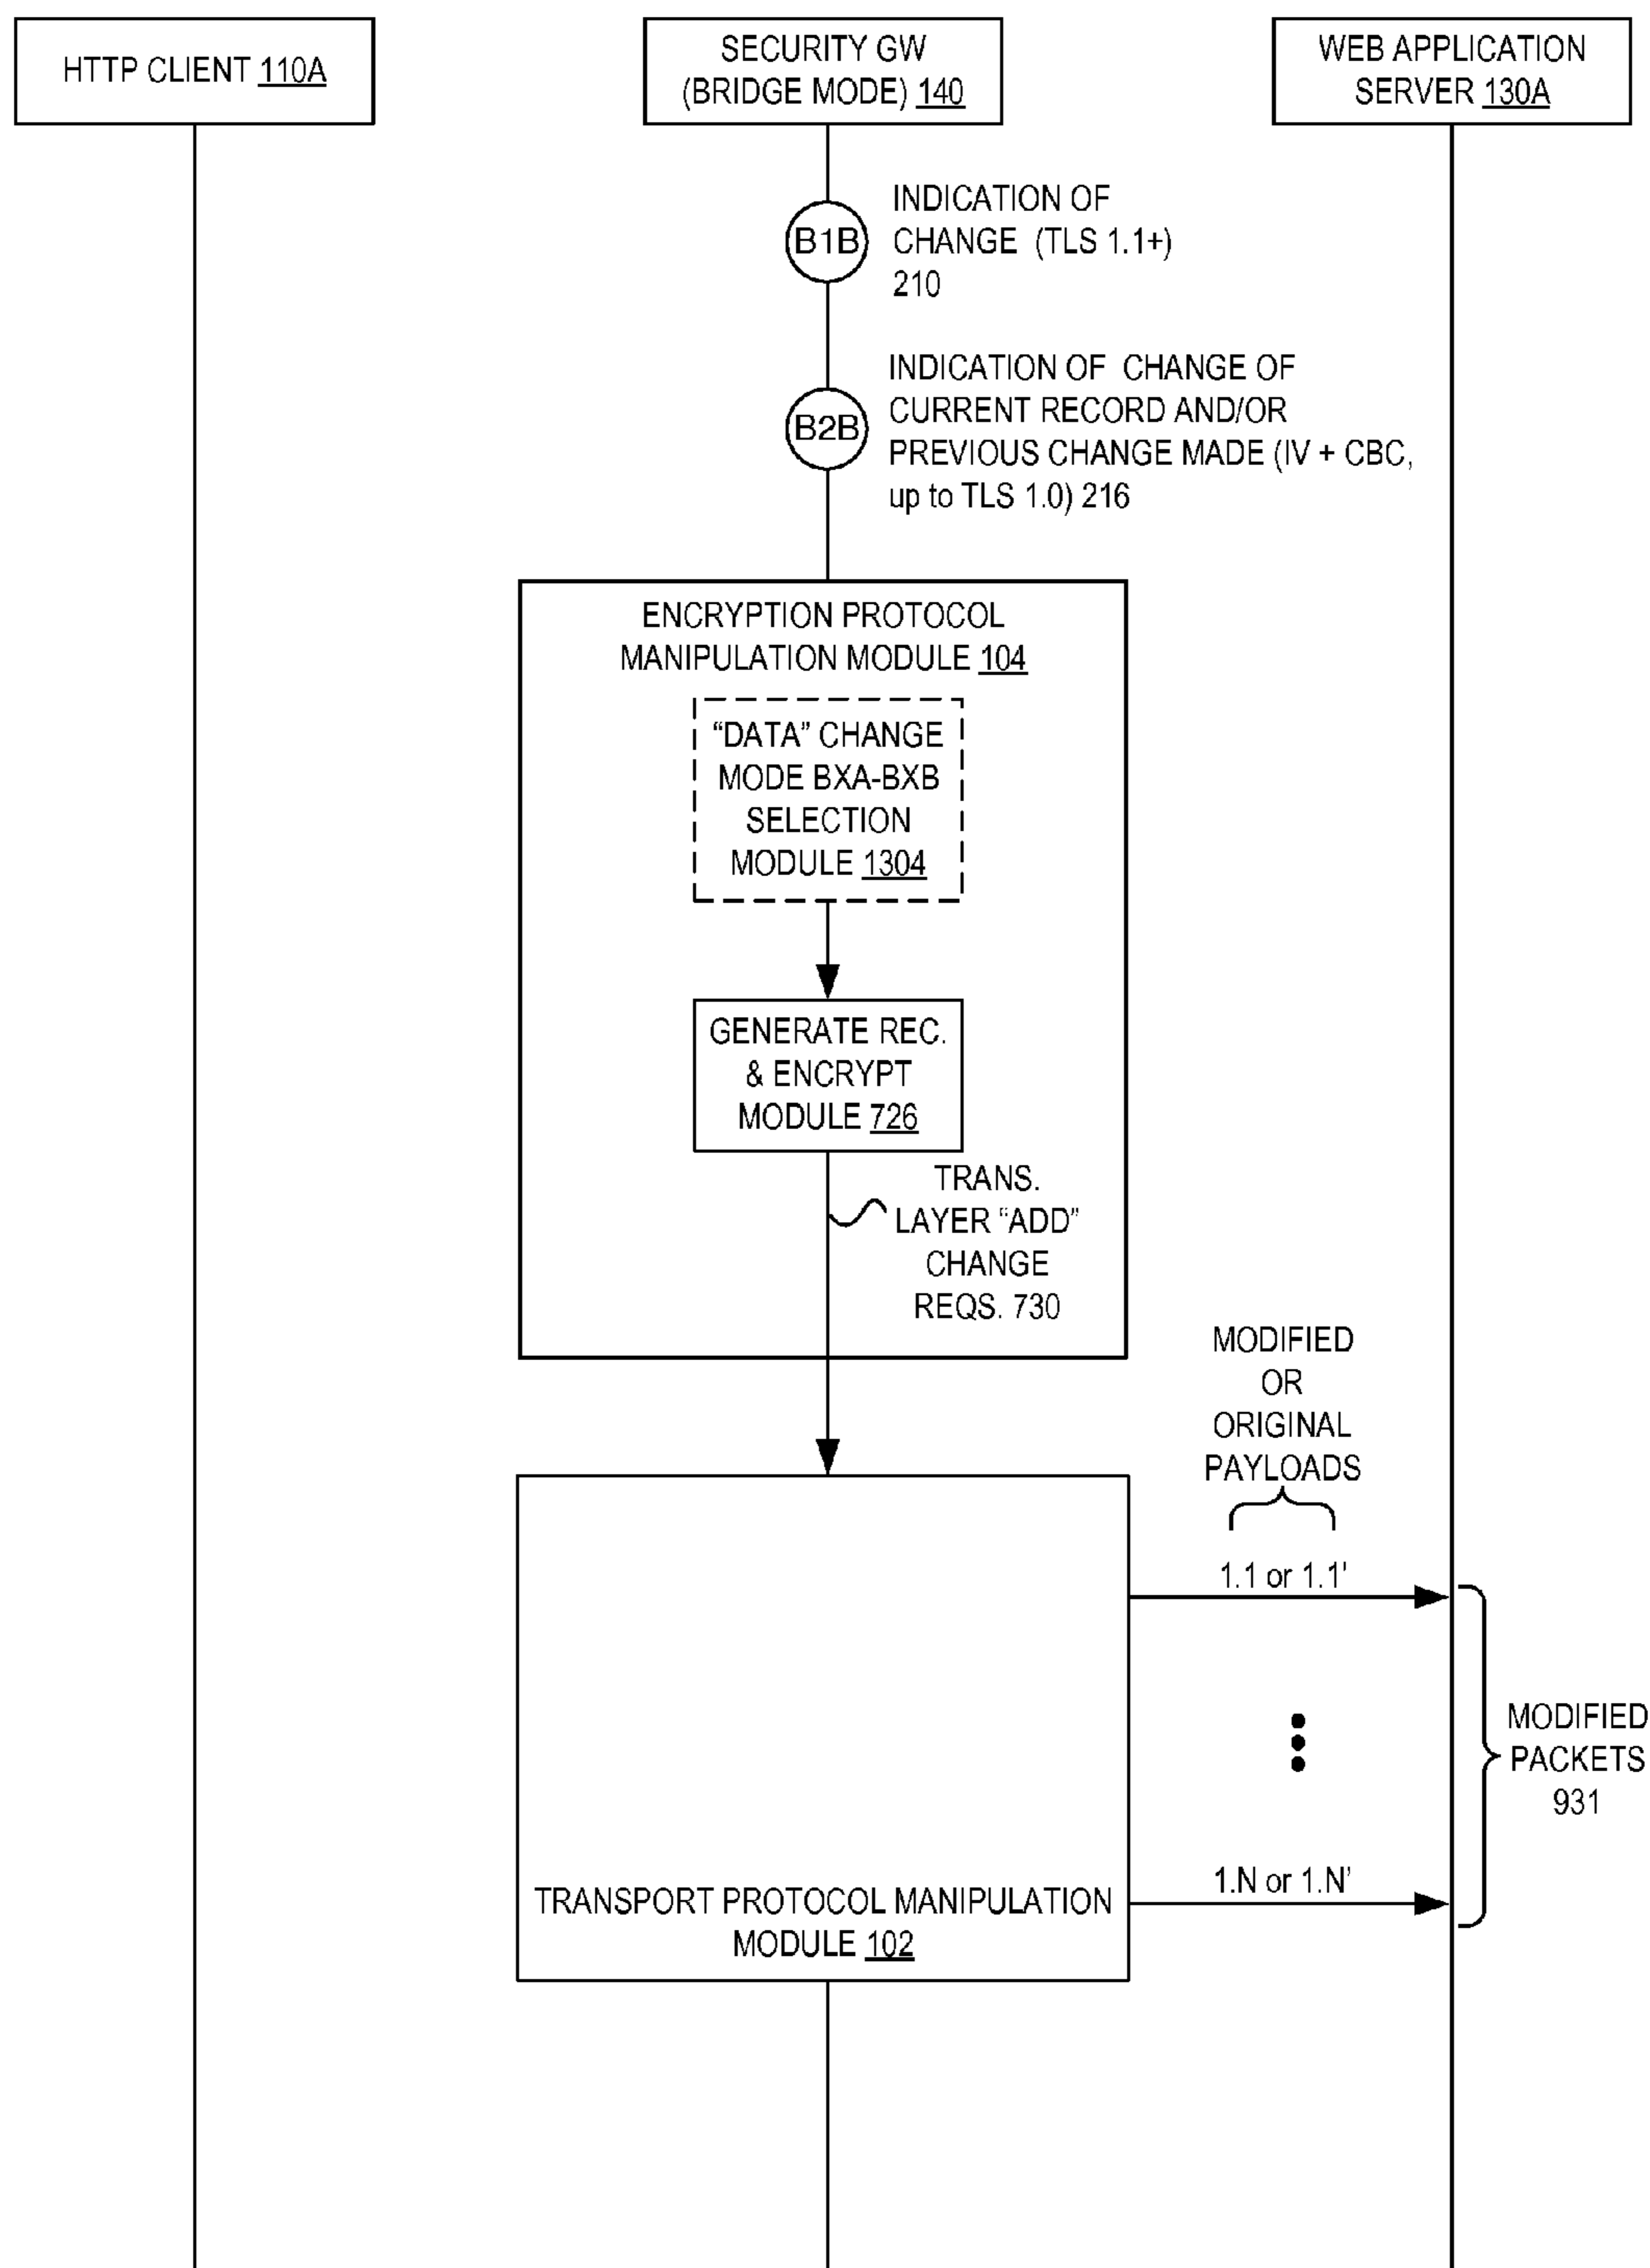 HTTP CLIENT 110A
SECURITY GW
(BRIDGE MODE) 140
WEB APPLICATION
SERVER 130A
B1B
INDICATION OF
CHANGE (TLS 1.1+)
210
B2B
INDICATION OF CHANGE OF
CURRENT RECORD AND/OR
PREVIOUS CHANGE MADE (IV + CBC,
up to TLS 1.0) 216
ENCRYPTION PROTOCOL
MANIPULATION MODULE 104
“DATA” CHANGE
MODE BXA-BXB
SELECTION
MODULE 1304
GENERATE REC.
& ENCRYPT
MODULE 726
TRANS.
LAYER “ADD”
CHANGE
REQS. 730
MODIFIED
OR
ORIGINAL
PAYLOADS
1.1 or 1.1'
MODIFIED
PACKETS
931
1.N or 1.N'
TRANSPORT PROTOCOL MANIPULATION
MODULE 102